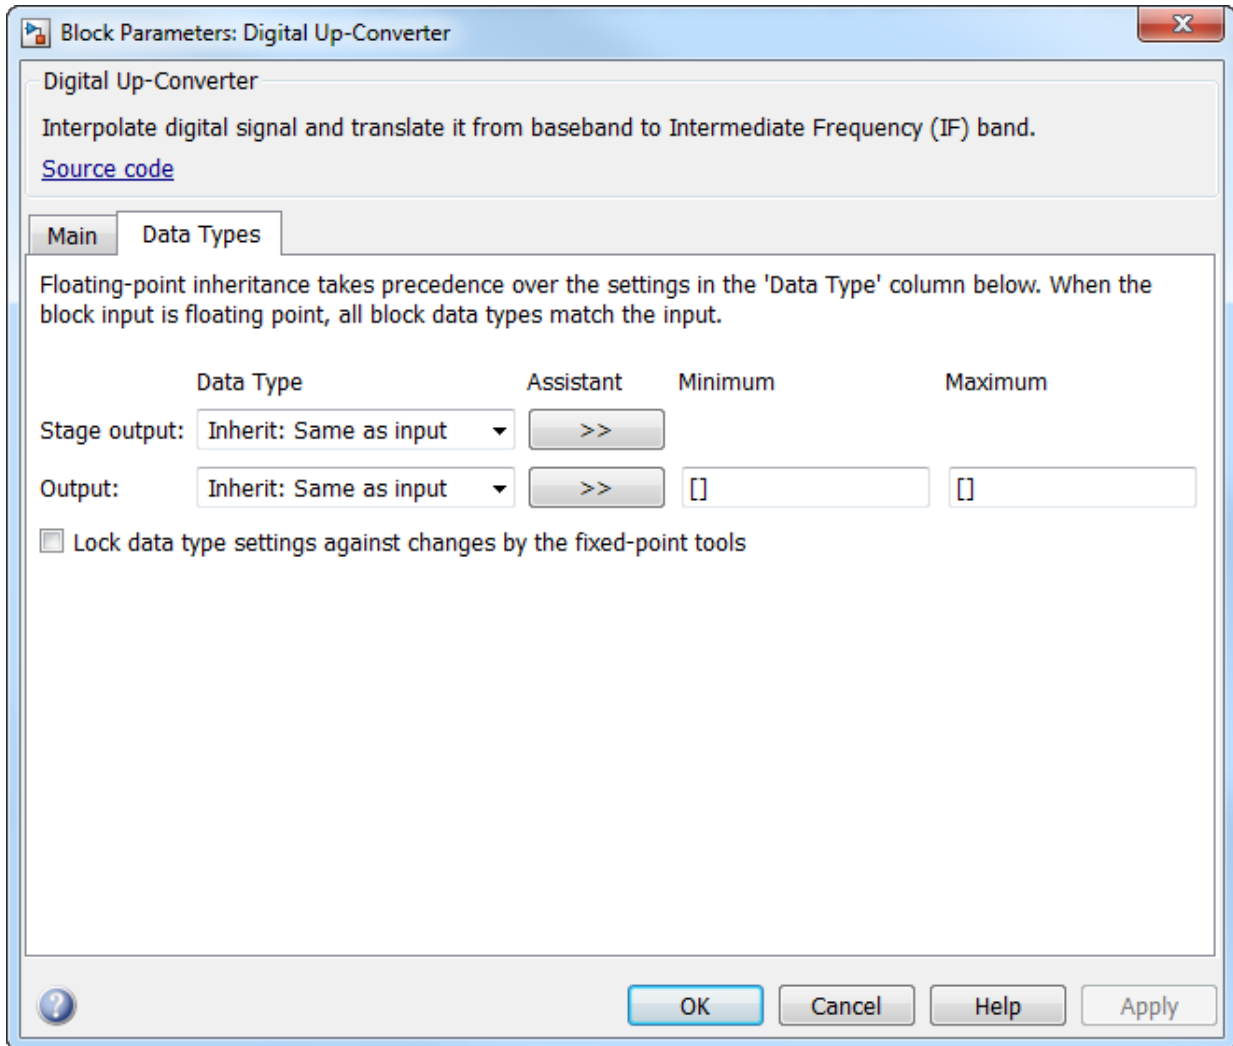 Block Parameters: Digital Up-Converter
X
Digital Up-Converter
Interpolate digital signal and translate it from baseband to Intermediate Frequency (IF) band.
Source code
Main Data Types
Floating-point inheritance takes precedence over the settings in the 'Data Type' column below. When the
block input is floating point, all block data types match the input.
Data Type Assistant Minimum Maximum
Stage output: Inherit: Same as input >>
Output: Inherit: Same as input >> [] []
Lock data type settings against changes by the fixed-point tools
? OK Cancel Help Apply